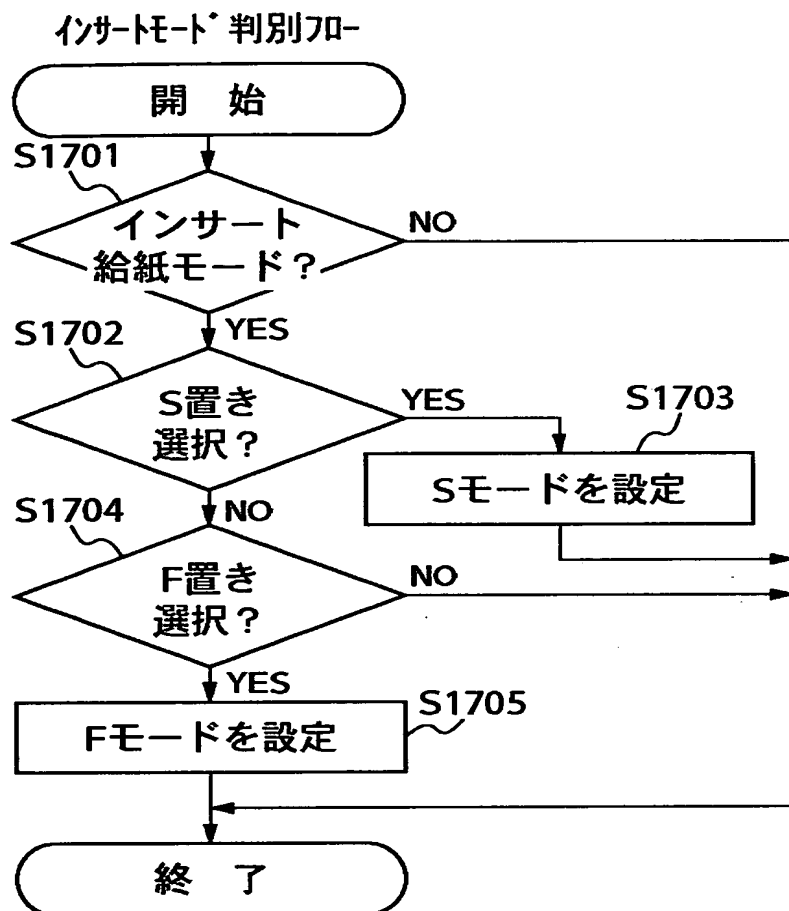 インサートモード判別フロー
開 始
S1701
インサート
給紙モード?
NO
YES
S1702
S置き
選択?
YES
S1703
Sモードを設定
NO
S1704
F置き
選択?
NO
YES
S1705
Fモードを設定
終 了